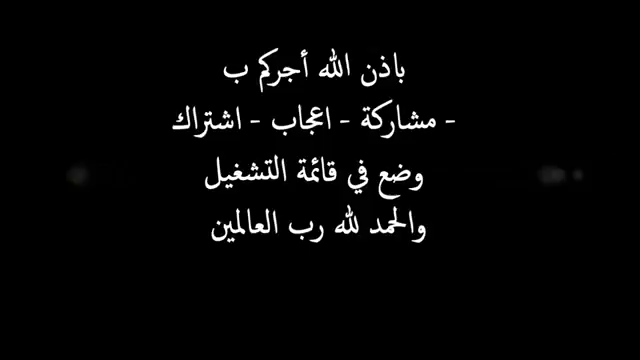 باذن الله أجركم ب
- مشاركة - اعجاب - اشتراك
وضع في قائمة التشغيل
والحمد لله رب العالمين